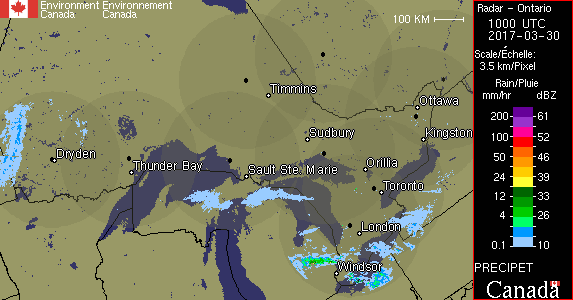 Environment Environnement
Canada Canada
100 KM
Timmins
Ottawa
Sudbury
Kingston
Dryden
Thunder Bay
Sault Ste. Marie
Orillia
Toronto
London
Windsor
Radar - Ontario
1000 UTC
2017-03-30
Scale/Échelle:
3.5 km/Pixel
Rain/Pluie
mm/hr dBZ
200 61
100 52
50 46
24 39
12 33
4 26
0.1 10
PRECIPET
Canada